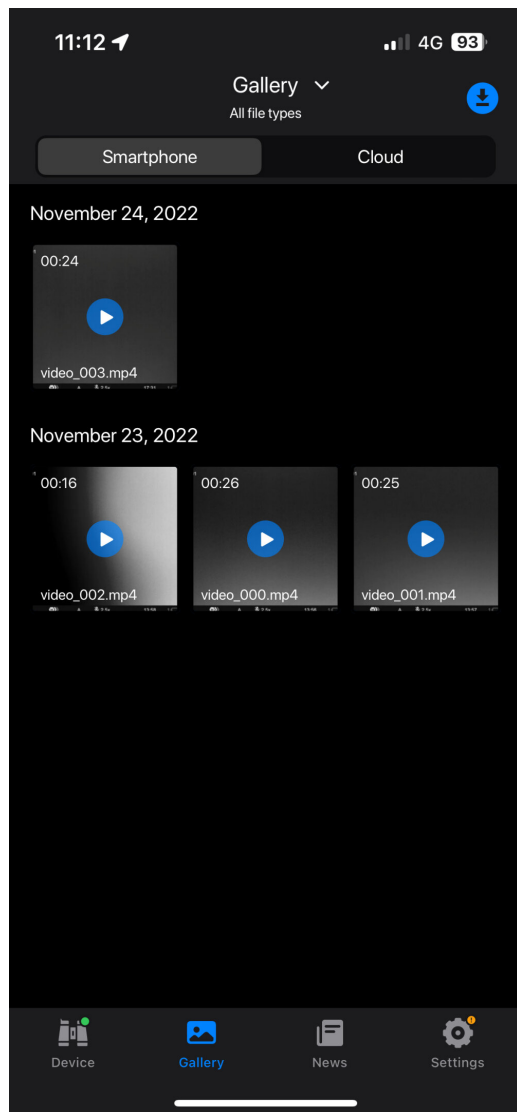 11:12
4G 93
Gallery
All file types
Smartphone Cloud
November 24, 2022
00:24
video_003.mp4
November 23, 2022
00:16 00:26 00:25
video_002.mp4 video_000.mp4 video_001.mp4
Device Gallery News Settings